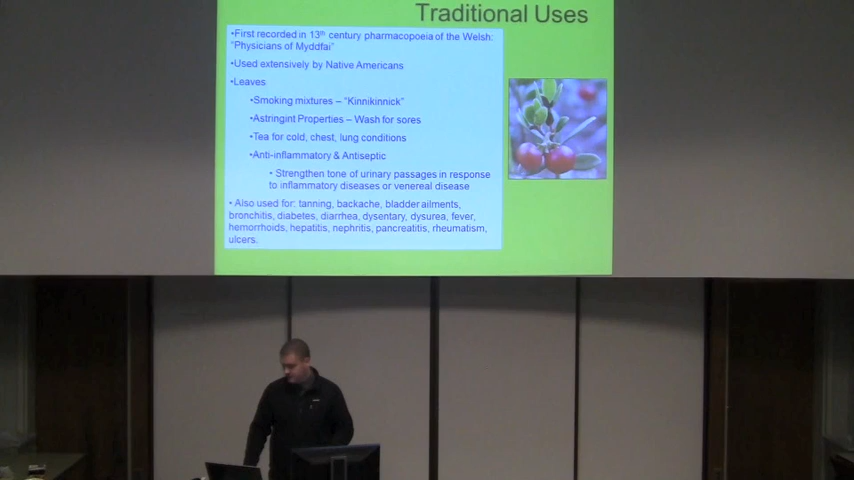 Traditional Uses
•First recorded in 13th century pharmacopoeia of the Welsh:
"Physicians of Myddfai"
•Used extensively by Native Americans
•Leaves
•Smoking mixtures – "Kinnikinnick"
•Astringint Properties – Wash for sores
•Tea for cold, chest, lung conditions
•Anti-inflammatory & Antiseptic
• Strengthen tone of urinary passages in response
to inflammatory diseases or venereal disease
• Also used for: tanning, backache, bladder ailments,
bronchitis, diabetes, diarrhea, dysentary, dysurea, fever,
hemorrhoids, hepatitis, nephritis, pancreatitis, rheumatism,
ulcers.